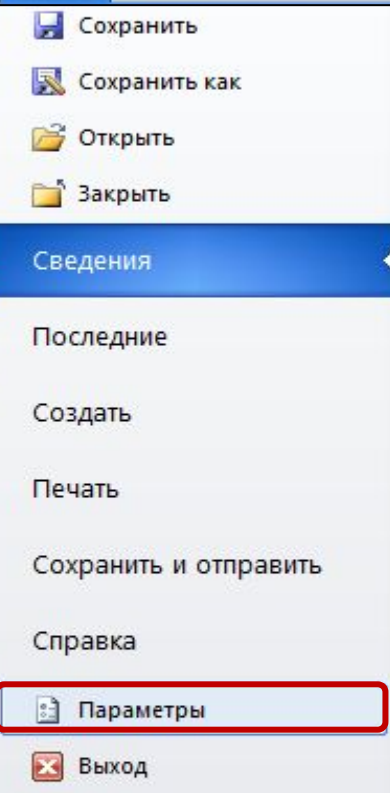 Сохранить
Сохранить как
Открыть
Закрыть
Сведения
Последние
Создать
Печать
Сохранить и отправить
Справка
Параметры
Выход